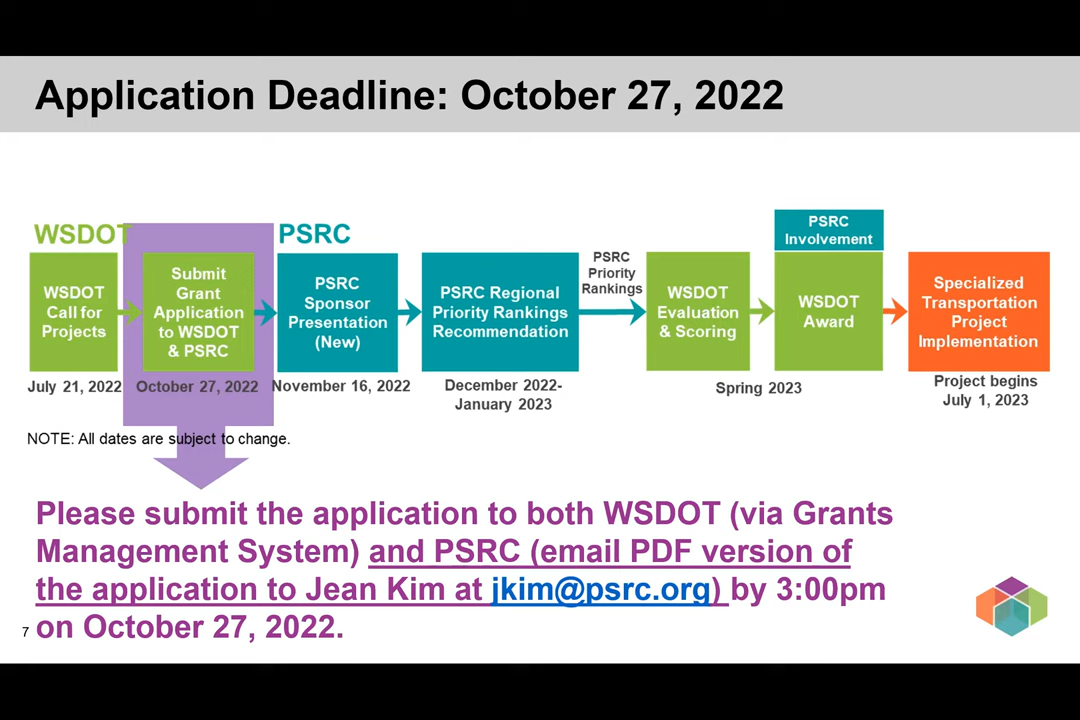 Application Deadline: October 27, 2022
WSDOT
PSRC
PSRC
Involvement
WSDOT
Call for
Projects
Submit
Grant
Application
to WSDOT
& PSRC
PSRC
Sponsor
Presentation
(New)
PSRC Regional
Priority Rankings
Recommendation
PSRC
Priority
Rankings
WSDOT
Evaluation
& Scoring
WSDOT
Award
Specialized
Transportation
Project
Implementation
July 21, 2022
October 27, 2022
November 16, 2022
December 2022-
January 2023
Spring 2023
Project begins
July 1, 2023
NOTE: All dates are subject to change.
Please submit the application to both WSDOT (via Grants
Management System) and PSRC (email PDF version of
the application to Jean Kim at jkim@psrc.org) by 3:00pm
on October 27, 2022.
7